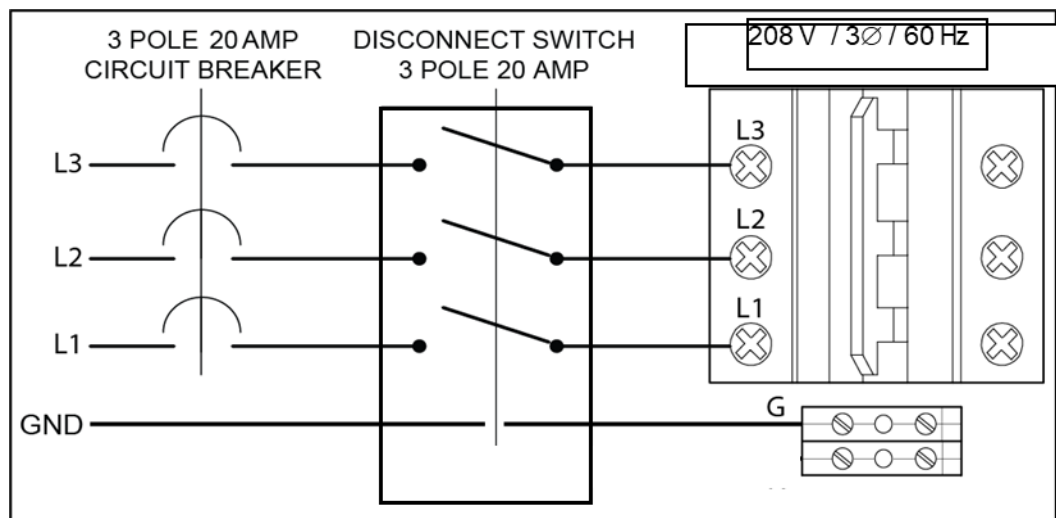 3 POLE 20 AMP
CIRCUIT BREAKER
DISCONNECT SWITCH
3 POLE 20 AMP
208 V / 3∅ / 60 Hz
L3
L3
L2
L2
L1
L1
GND
G